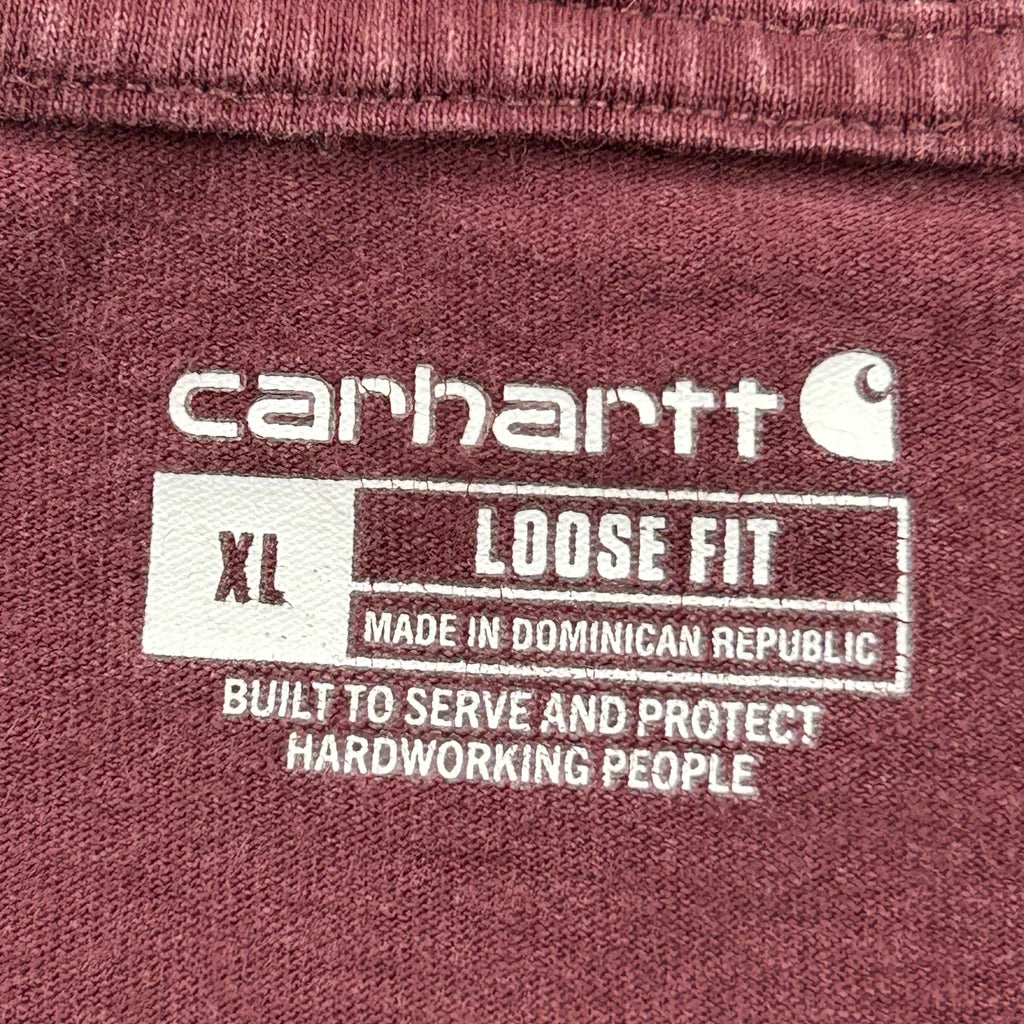 carhartt
XL
LOOSE FIT
MADE IN DOMINICAN REPUBLIC
BUILT TO SERVE AND PROTECT
HARDWORKING PEOPLE